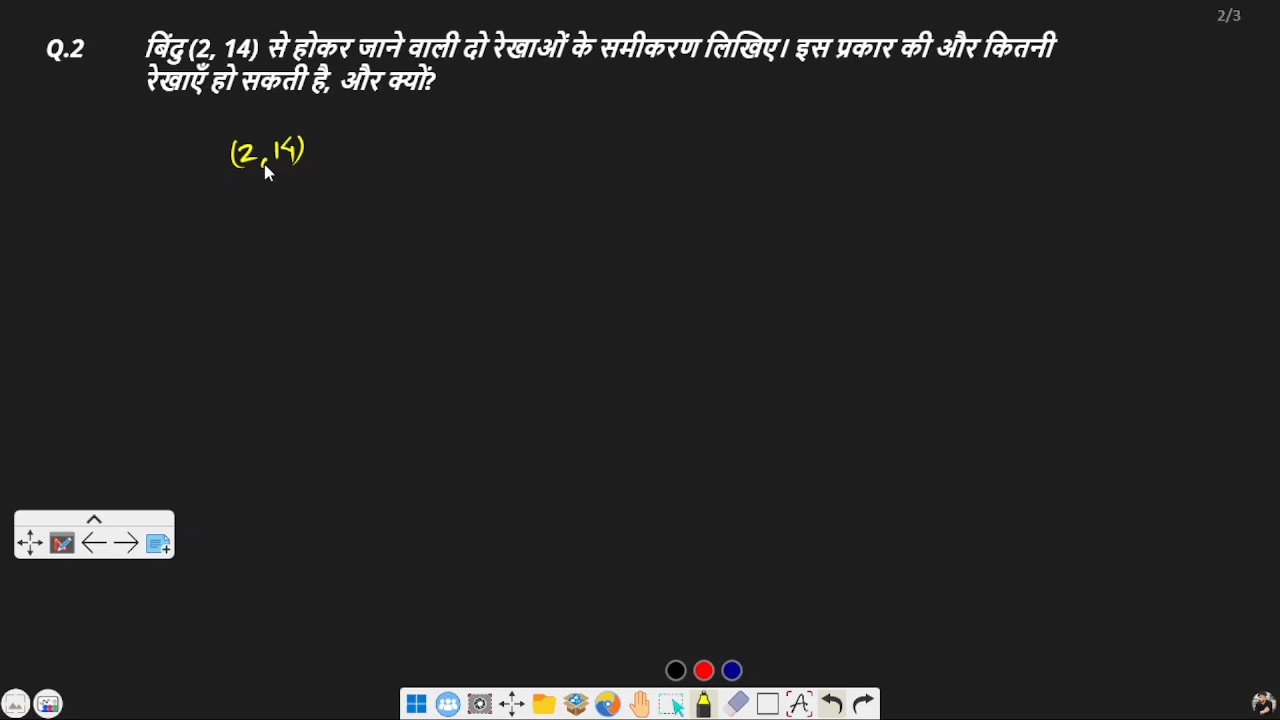 2/3
Q.2 बिंदु (2, 14) से होकर जाने वाली दो रेखाओं के समीकरण लिखिए। इस प्रकार की और कितनी
रेखाएँ हो सकती है, और क्यों?
(2,14)